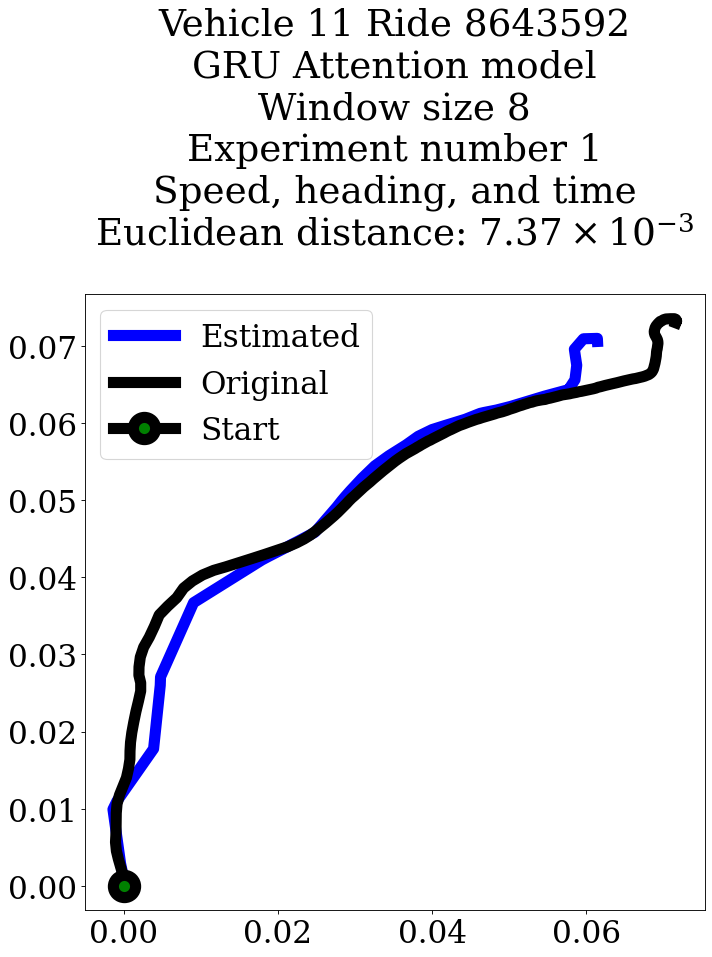 Vehicle 11 Ride 8643592
GRU Attention model
Window size 8
Experiment number 1
Speed, heading, and time
Euclidean distance: 7.37 × 10⁻³
Estimated
Original
Start
0.07
0.06
0.05
0.04
0.03
0.02
0.01
0.00
0.00 0.02 0.04 0.06